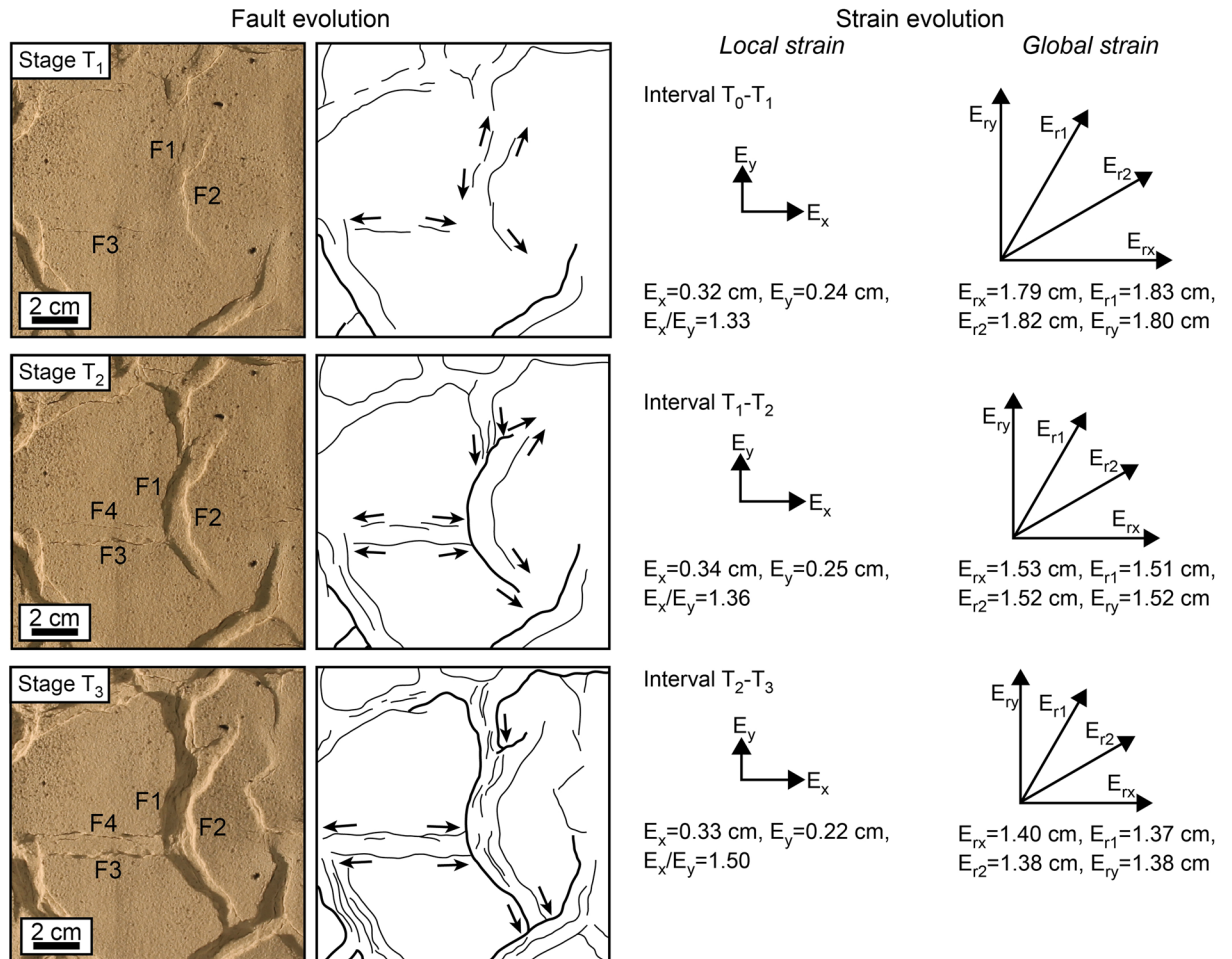 Fault evolution
Strain evolution
Local strain
Global strain
Stage T1
F1
F2
F3
2 cm
Interval T0-T1
Ey
Ex
Ex=0.32 cm, Ey=0.24 cm,
Ex/Ey=1.33
Ery
Er1
Er2
Erx
Erx=1.79 cm, Er1=1.83 cm,
Er2=1.82 cm, Ery=1.80 cm
Stage T2
F1
F2
F4
F3
2 cm
Interval T1-T2
Ey
Ex
Ex=0.34 cm, Ey=0.25 cm,
Ex/Ey=1.36
Ery
Er1
Er2
Erx
Erx=1.53 cm, Er1=1.51 cm,
Er2=1.52 cm, Ery=1.52 cm
Stage T3
F1
F4
F2
F3
2 cm
Interval T2-T3
Ey
Ex
Ex=0.33 cm, Ey=0.22 cm,
Ex/Ey=1.50
Ery
Er1
Er2
Erx
Erx=1.40 cm, Er1=1.37 cm,
Er2=1.38 cm, Ery=1.38 cm